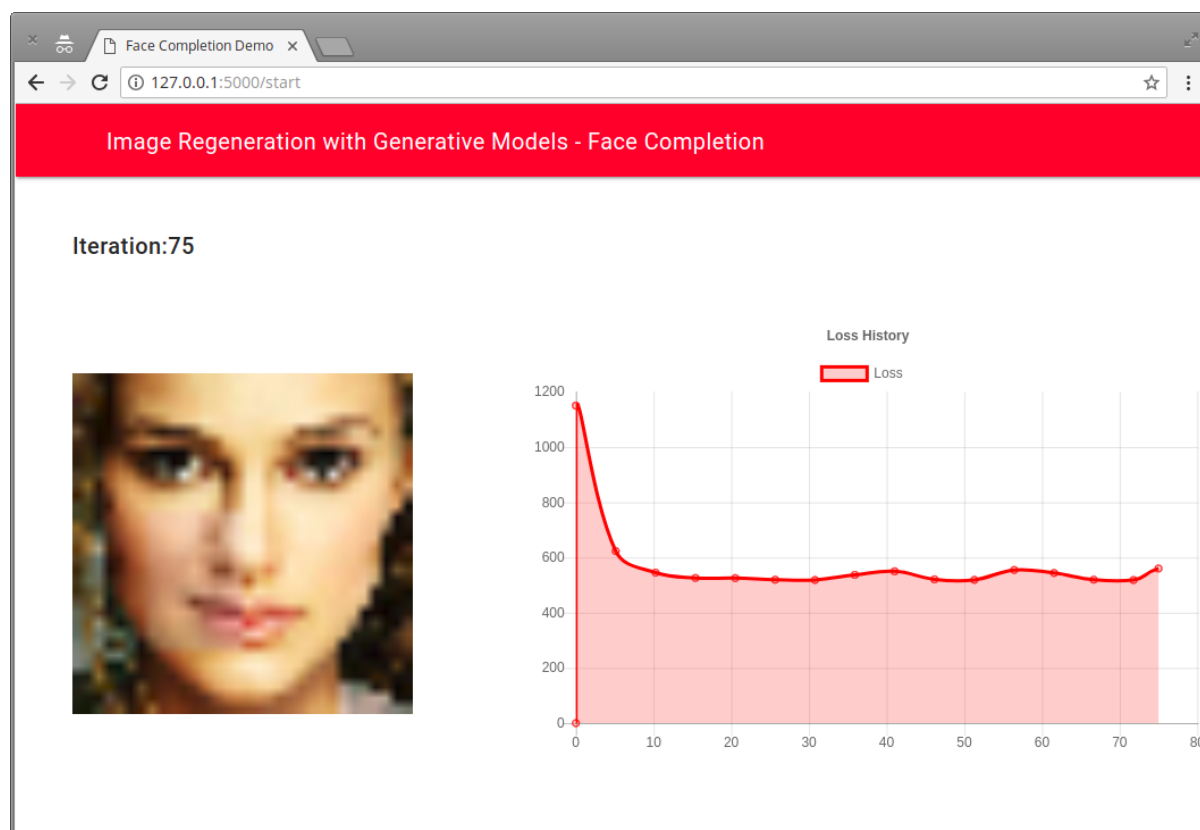 Face Completion Demo
127.0.0.1:5000/start
Image Regeneration with Generative Models - Face Completion
Iteration:75
Loss History
Loss
1200
1000
800
600
400
200
0
0 10 20 30 40 50 60 70 80